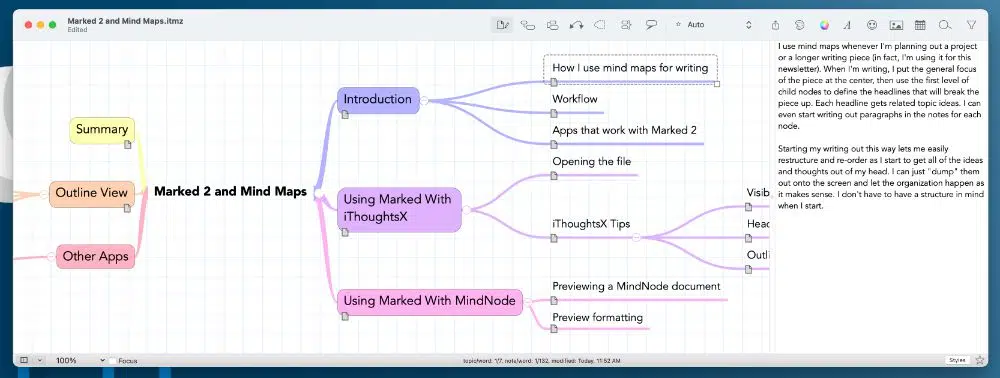 Marked 2 and Mind Maps.itmz
Edited
Auto
Summary
Outline View
Other Apps
Marked 2 and Mind Maps
Introduction
How I use mind maps for writing
Workflow
Apps that work with Marked 2
Using Marked With
iThoughtsX
Opening the file
iThoughtsX Tips
Visib
Head
Outli
Using Marked With MindNode
Previewing a MindNode document
Preview formatting
I use mind maps whenever I'm planning out a project
or a longer writing piece (in fact, I'm using it for this
newsletter). When I'm writing, I put the general focus
of the piece at the center, then use the first level of
child nodes to define the headlines that will break the
piece up. Each headline gets related topic ideas. I can
even start writing out paragraphs in the notes for each
node.
Starting my writing out this way lets me easily
restructure and re-order as I start to get all of the ideas
and thoughts out of my head. I can just "dump" them
out onto the screen and let the organization happen as
it makes sense. I don't have to have a structure in mind
when I start.
100%
Focus
topic/word: 1/7, note/word: 1/132, modified: Today, 11:52 AM
Styles